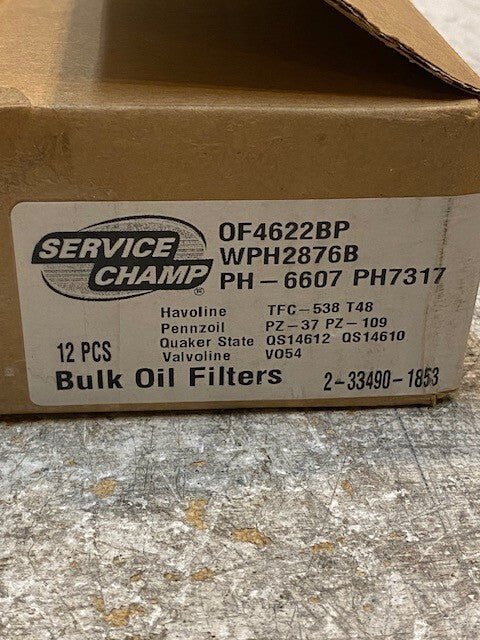 SERVICE
CHAMP®
OF4622BP
WPH2876B
PH-6607 PH7317
Havoline TFC-538 T48
Pennzoil PZ-37 PZ-109
Quaker State QS14612 QS14610
Valvoline VO54
12 PCS
Bulk Oil Filters 2-33490-1853